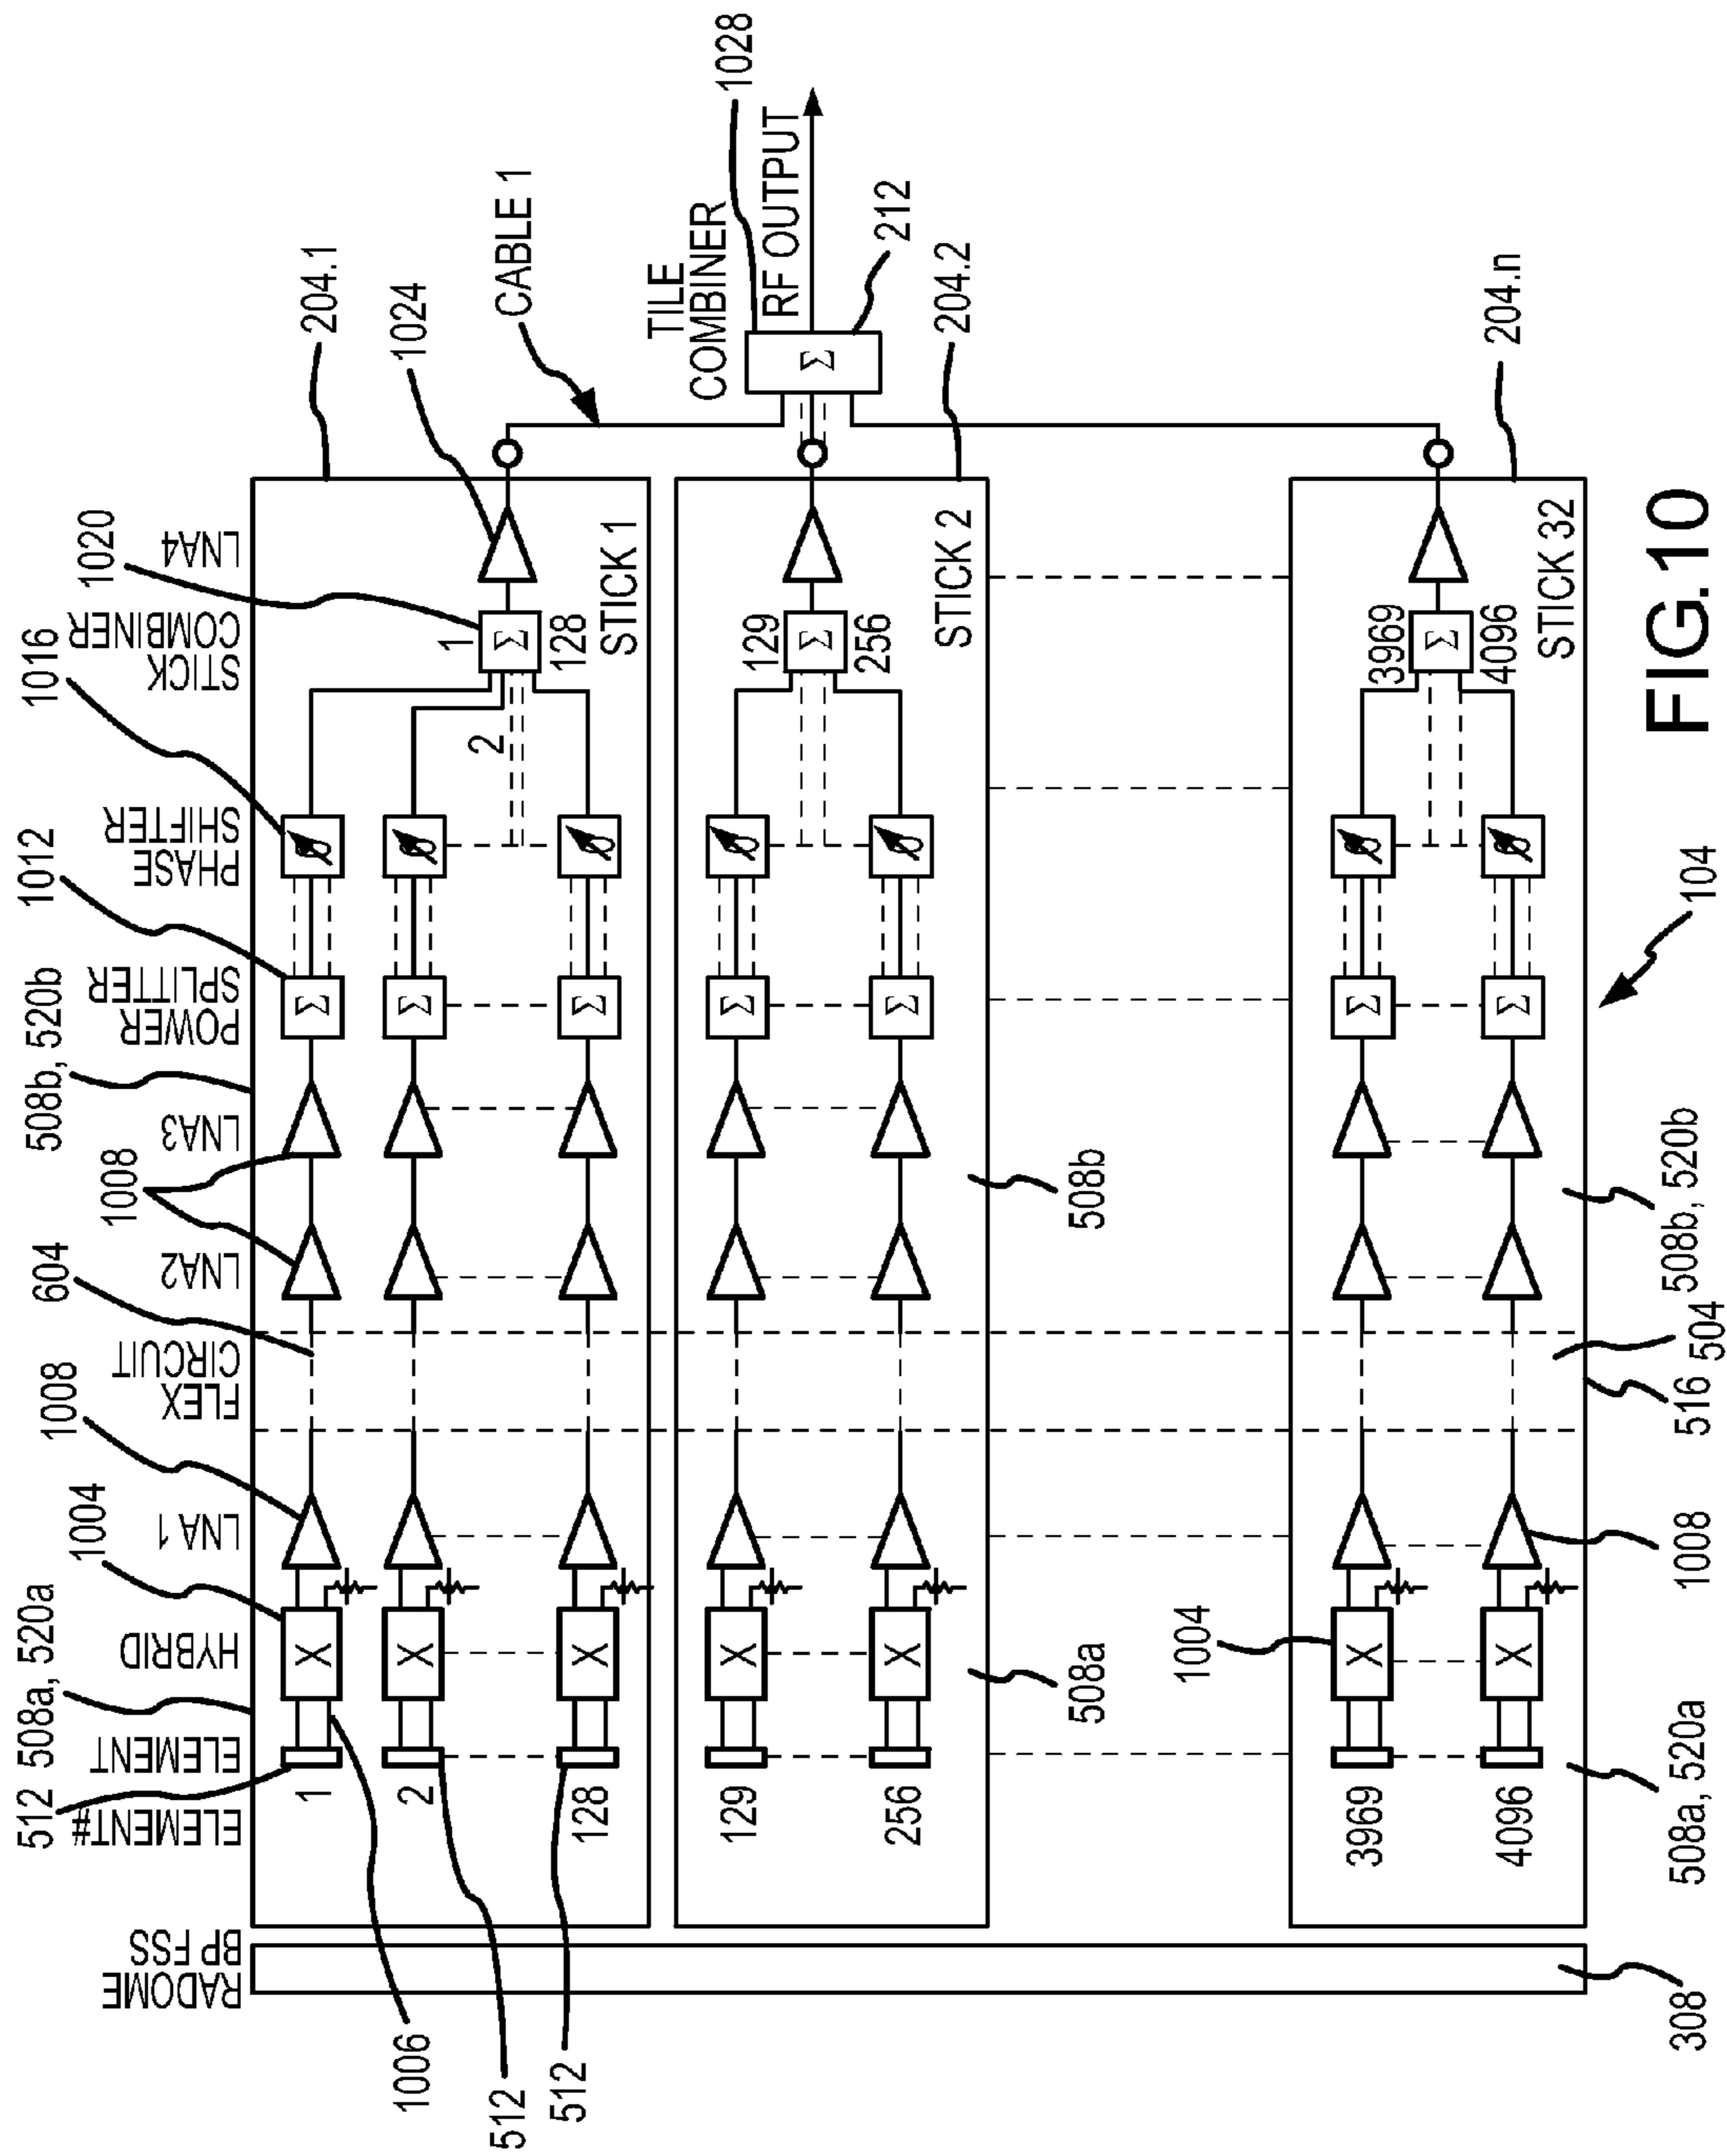 512
508a, 520a
1004
1008
604
1008
508b, 520b
1012
1016
1020
RADOME
BP FSS
ELEMENT#
ELEMENT
HYBRID
LNA 1
FLEX
CIRCUIT
LNA2
LNA3
POWER
SPLITTER
PHASE
SHIFTER
STICK
COMBINER
LNA4
204.1
1024
CABLE 1
1
2
128
X
X
X
Σ
Σ
Σ
Ø
Ø
Ø
2
1
Σ
128
STICK 1
TILE
COMBINER
1028
RF OUTPUT
Σ
212
1006
512
512
129
256
X
X
Σ
Σ
Ø
Ø
129
Σ
256
STICK 2
204.2
508a
508b
1004
3969
4096
X
X
Σ
Σ
Ø
Ø
3969
Σ
4096
STICK 32
204.n
308
508a, 520a
1008
516
504
508b, 520b
104
FIG.10